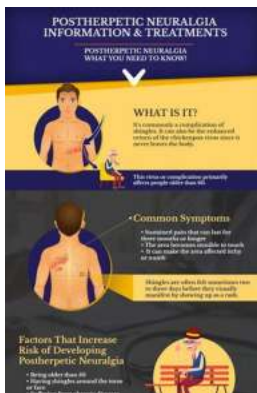 POSTHERPETIC NEURALGIA
INFORMATION & TREATMENTS
POSTHERPETIC NEURALGIA
WHAT YOU NEED TO KNOW!
WHAT IS IT?
It's commonly a complication of
shingles. It can also be the enhanced
return of the chickenpox virus since it
never leaves the body.
This virus or complication primarily
affects people older than 60.
Common Symptoms
• Sustained pain that can last for
three months or longer
• The area becomes sensitive to touch
• It can make the area affected itchy
or numb
Shingles are often felt sometimes two
to three days before they visually
manifest by showing up as a rash.
Factors That Increase
Risk of Developing
Postherpetic Neuralgia
• Being older than 60
• Having shingles around the torso
or face